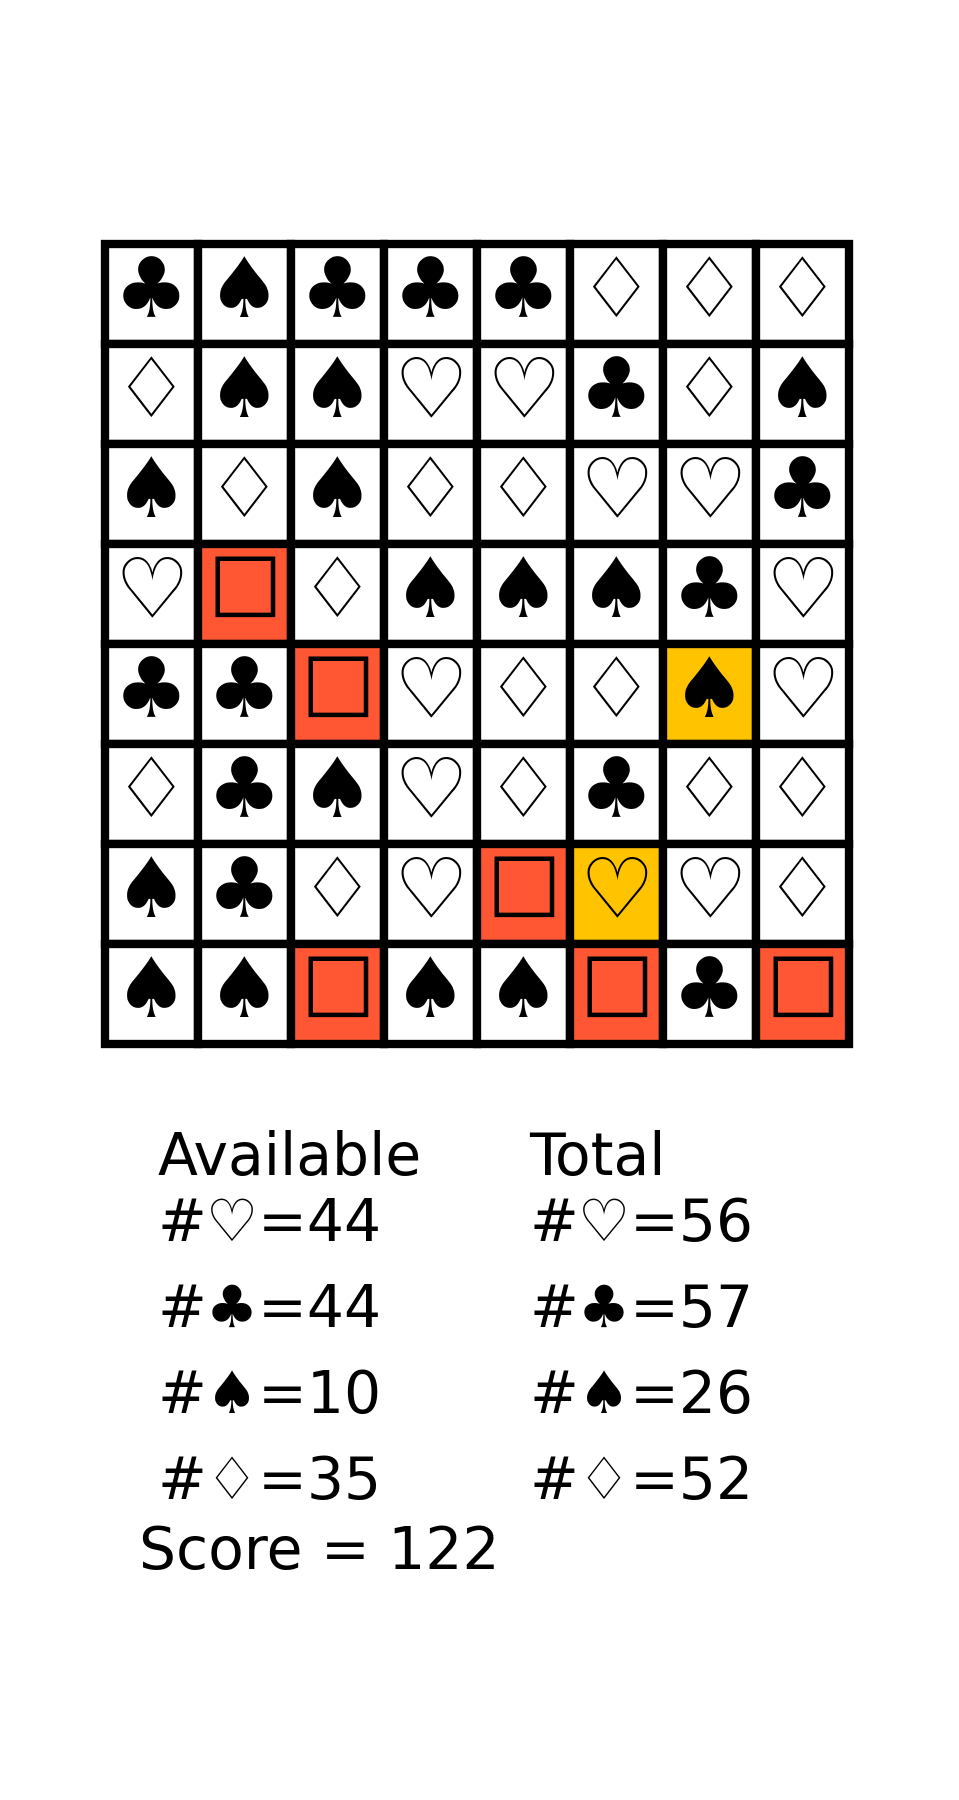 ♣ ♠ ♣ ♣ ♣ ♢ ♢ ♢
♢ ♠ ♠ ♡ ♡ ♣ ♢ ♠
♠ ♢ ♠ ♢ ♢ ♡ ♡ ♣
♡ □ ♢ ♠ ♠ ♠ ♣ ♡
♣ ♣ □ ♡ ♢ ♢ ♠ ♡
♢ ♣ ♠ ♡ ♢ ♣ ♢ ♢
♠ ♣ ♢ ♡ □ ♡ ♡ ♢
♠ ♠ □ ♠ ♠ □ ♣ □
Available Total
#♡=44 #♡=56
#♣=44 #♣=57
#♠=10 #♠=26
#♢=35 #♢=52
Score = 122